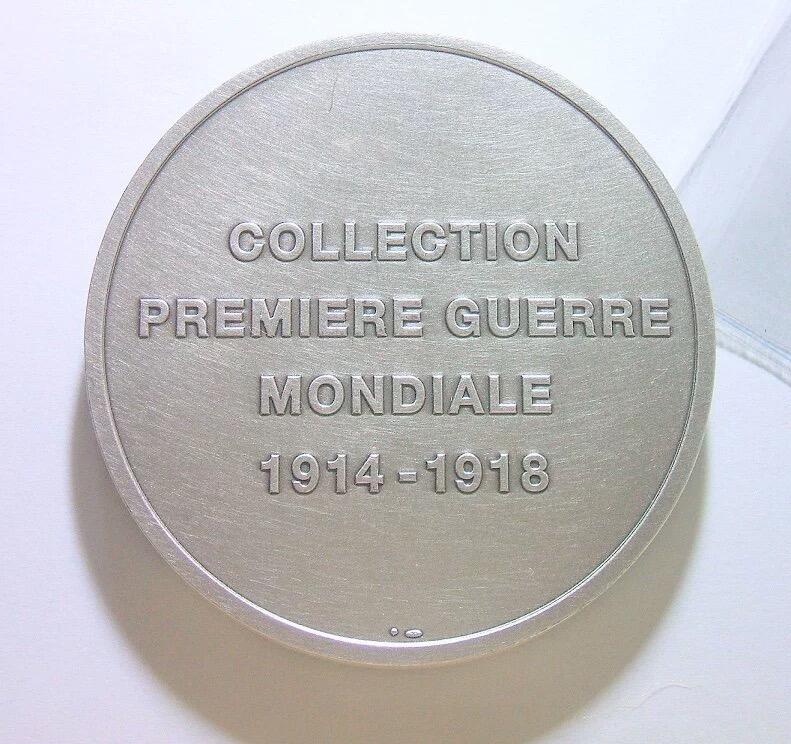 COLLECTION
PREMIERE GUERRE
MONDIALE
1914-1918